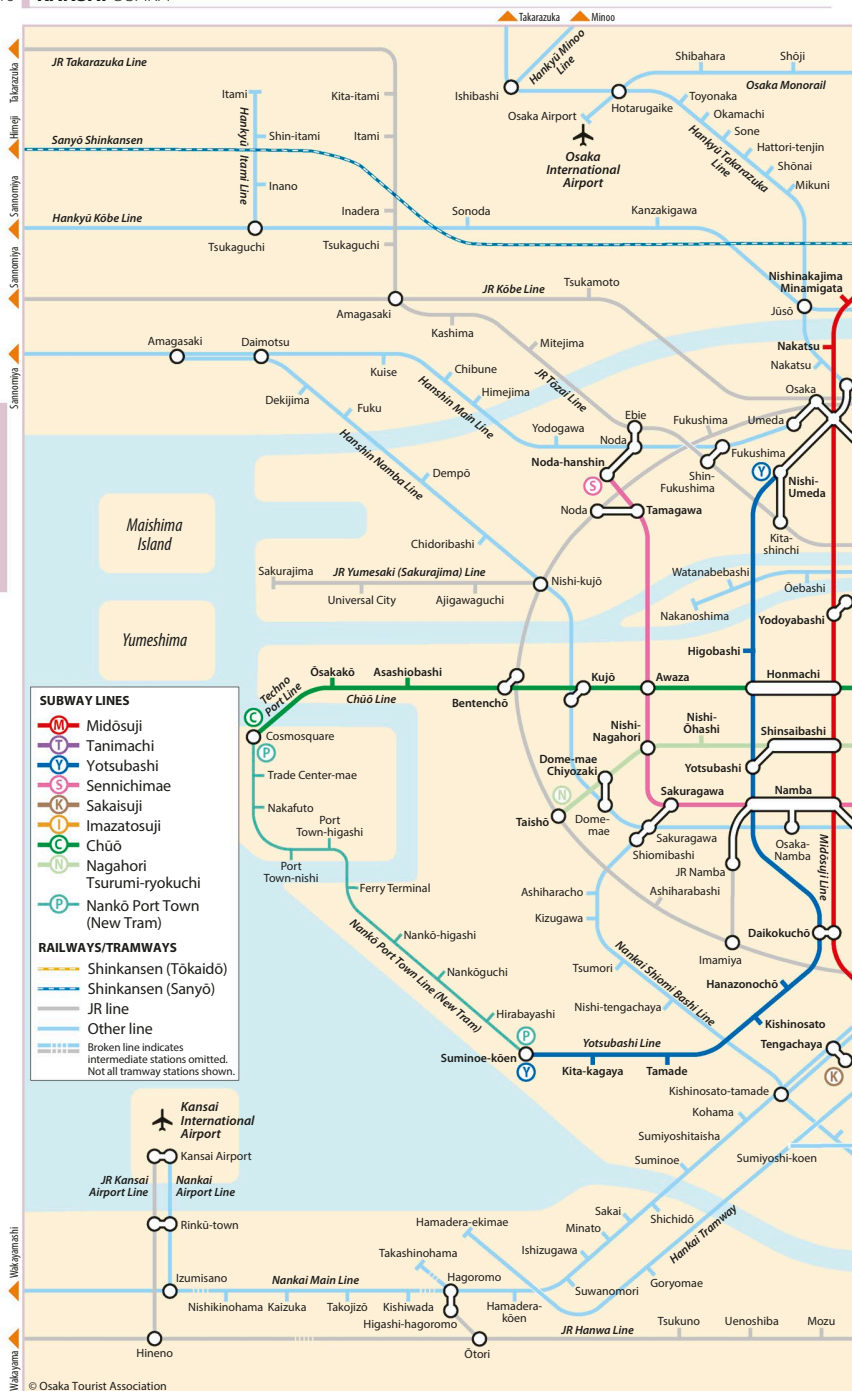 KANSAI OSAKA
Takarazuka
Minoo
Takarazuka
JR Takarazuka Line
Hankyū Minoo
Line
Shibahara
Shōji
Osaka Monorail
Itami
Kita-itami
Ishibashi
Hotarugaike
Toyonaka
Osaka Airport
Okamachi
Sone
Hattori-tenjin
Shōnai
Mikuni
Hankyū Takarazuka
Line
Osaka
International
Airport
Himeji
Sanyō Shinkansen
Hankyū Itami Line
Shin-itami
Itami
Inano
Inadera
Sannomiya
Hankyū Kōbe Line
Tsukaguchi
Tsukaguchi
Sonoda
Kanzakigawa
Sannomiya
JR Kōbe Line
Tsukamoto
Nishinakajima
Minamigata
Jūsō
Amagasaki
Kashima
Mitejima
JR Tōzai Line
Nakatsu
Nakatsu
Sannomiya
Amagasaki
Daimotsu
Kuise
Chibune
Himejima
Hanshin Main Line
Dekijima
Fuku
Hanshin Namba Line
Dempō
Chidoribashi
Yodogawa
Ebie
Noda
Noda-hanshin
S
Fukushima
Fukushima
Shin-
Fukushima
Osaka
Umeda
Y
Nishi-
Umeda
Kita-
shinchi
Noda
Tamagawa
Maishima
Island
Sakurajima
JR Yumesaki (Sakurajima) Line
Universal City
Ajigawaguchi
Nishi-kujō
Watanabebashi
Ōebashi
Nakanoshima
Yodoyabashi
Higobashi
Yumeshima
Techno
Port Line
Ōsakakō
Asashiobashi
Chūō Line
Bentenchō
Kujō
Awaza
Honmachi
C
Cosmosquare
P
Nishi-
Nagahori
Nishi-
Ōhashi
Shinsaibashi
Yotsubashi
Dome-mae
Chiyozaki
N
Taishō
Dome-
mae
Sakuragawa
Namba
Sakuragawa
Shiomibashi
Osaka-
Namba
JR Namba
Midōsuji Line
Trade Center-mae
Nakafuto
Port
Town-higashi
Port
Town-nishi
Ferry Terminal
Nankō-higashi
Nankō Port Town Line (New Tram)
Nankōguchi
Hirabayashi
Ashiharacho
Ashiharabashi
Kizugawa
Tsumori
Nankai Shiomi Bashi Line
Nishi-tengachaya
Imamiya
Daikokuchō
Hanazonochō
Kishinosato
P
Suminoe-kōen
Y
Yotsubashi Line
Kita-kagaya
Tamade
Tengachaya
K
Kishinosato-tamade
Kohama
Sumiyoshitaisha
Suminoe
Sumiyoshi-koen
Sakai
Minato
Shichidō
Ishizugawa
Hankai Tramway
Goryomae
Suwanomori
SUBWAY LINES
M Midōsuji
T Tanimachi
Y Yotsubashi
S Sennichimae
K Sakaisuji
I Imazatosuji
C Chūō
N Nagahori
Tsurumi-ryokuchi
P Nankō Port Town
(New Tram)
RAILWAYS/TRAMWAYS
Shinkansen (Tōkaidō)
Shinkansen (Sanyō)
JR line
Other line
Broken line indicates
intermediate stations omitted.
Not all tramway stations shown.
Kansai
International
Airport
Kansai Airport
JR Kansai
Airport Line
Nankai
Airport Line
Rinkū-town
Izumisano
Wakayamashi
Nankai Main Line
Nishikinohama
Kaizuka
Takojizō
Kishiwada
Hamadera-ekimae
Takashinohama
Hagoromo
Higashi-hagoromo
Hamadera-
kōen
Wakayama
Hineno
Ōtori
JR Hanwa Line
Tsukuno
Uenoshiba
Mozu
© Osaka Tourist Association